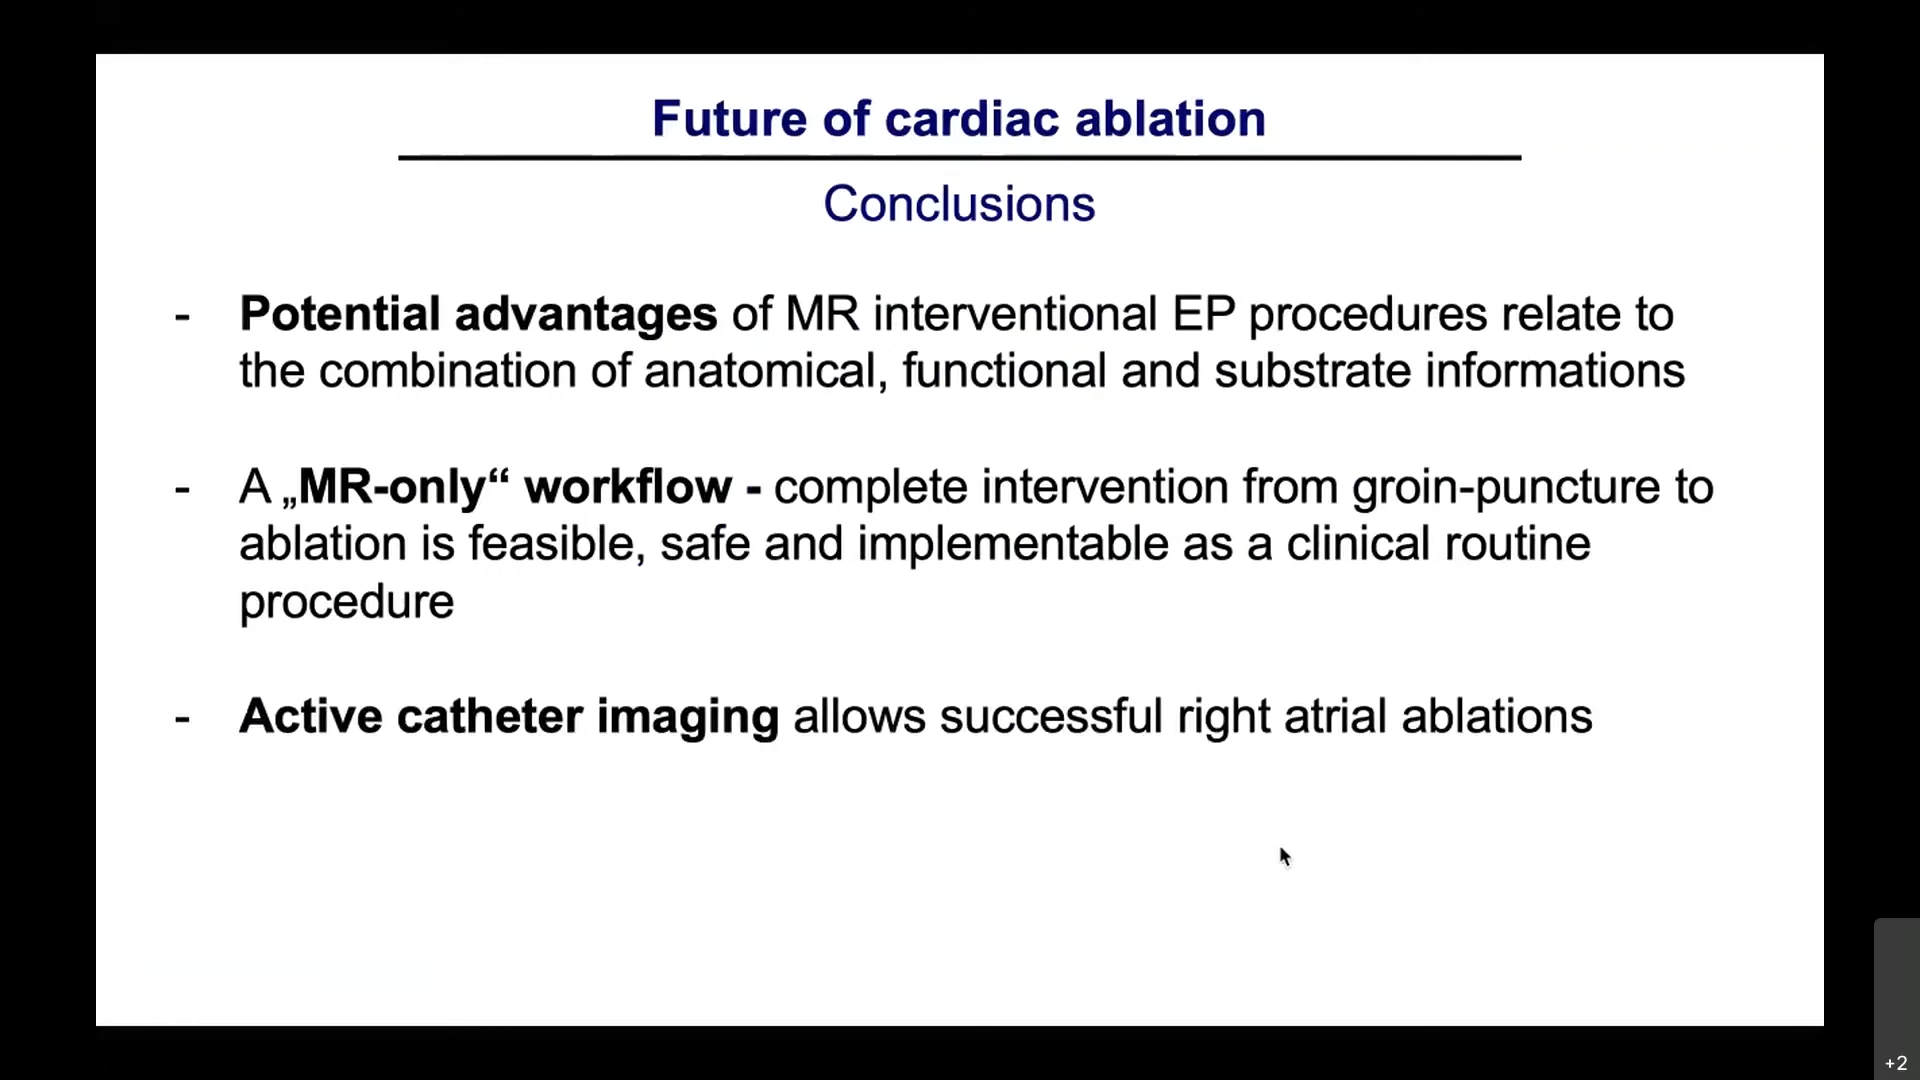 Future of cardiac ablation
Conclusions
- Potential advantages of MR interventional EP procedures relate to
the combination of anatomical, functional and substrate informations
- A „MR-only“ workflow - complete intervention from groin-puncture to
ablation is feasible, safe and implementable as a clinical routine
procedure
- Active catheter imaging allows successful right atrial ablations
+2